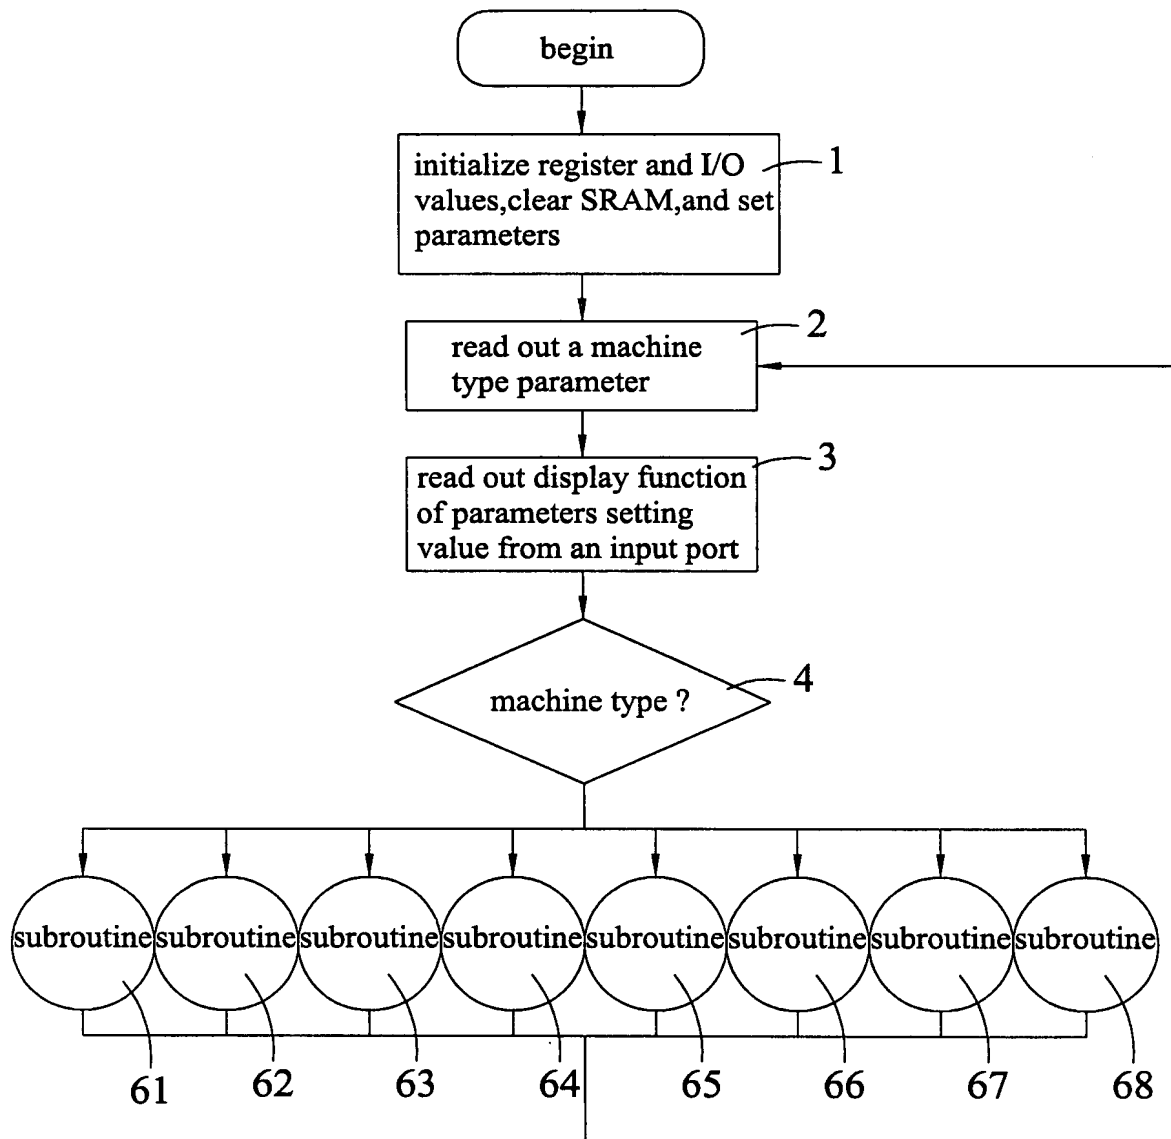 begin
initialize register and I/O
values,clear SRAM,and set
parameters
1
read out a machine
type parameter
2
read out display function
of parameters setting
value from an input port
3
machine type ?
4
subroutine subroutine subroutine subroutine subroutine subroutine subroutine subroutine
61 62 63 64 65 66 67 68